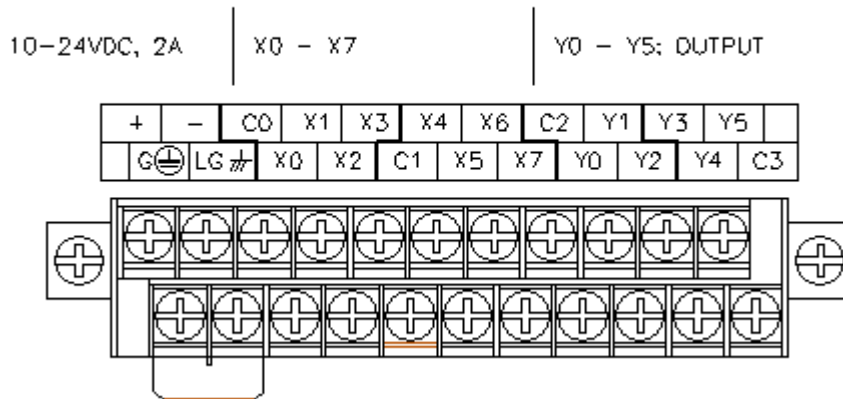 10-24VDC, 2A X0 - X7 Y0 - Y5; OUTPUT
+ - C0 X1 X3 X4 X6 C2 Y1 Y3 Y5
G LG X0 X2 C1 X5 X7 Y0 Y2 Y4 C3